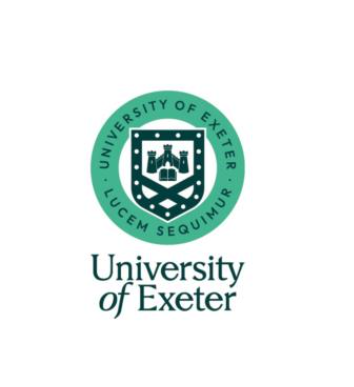 UNIVERSITY OF EXETER
LUCEM SEQUIMUR
University
of Exeter